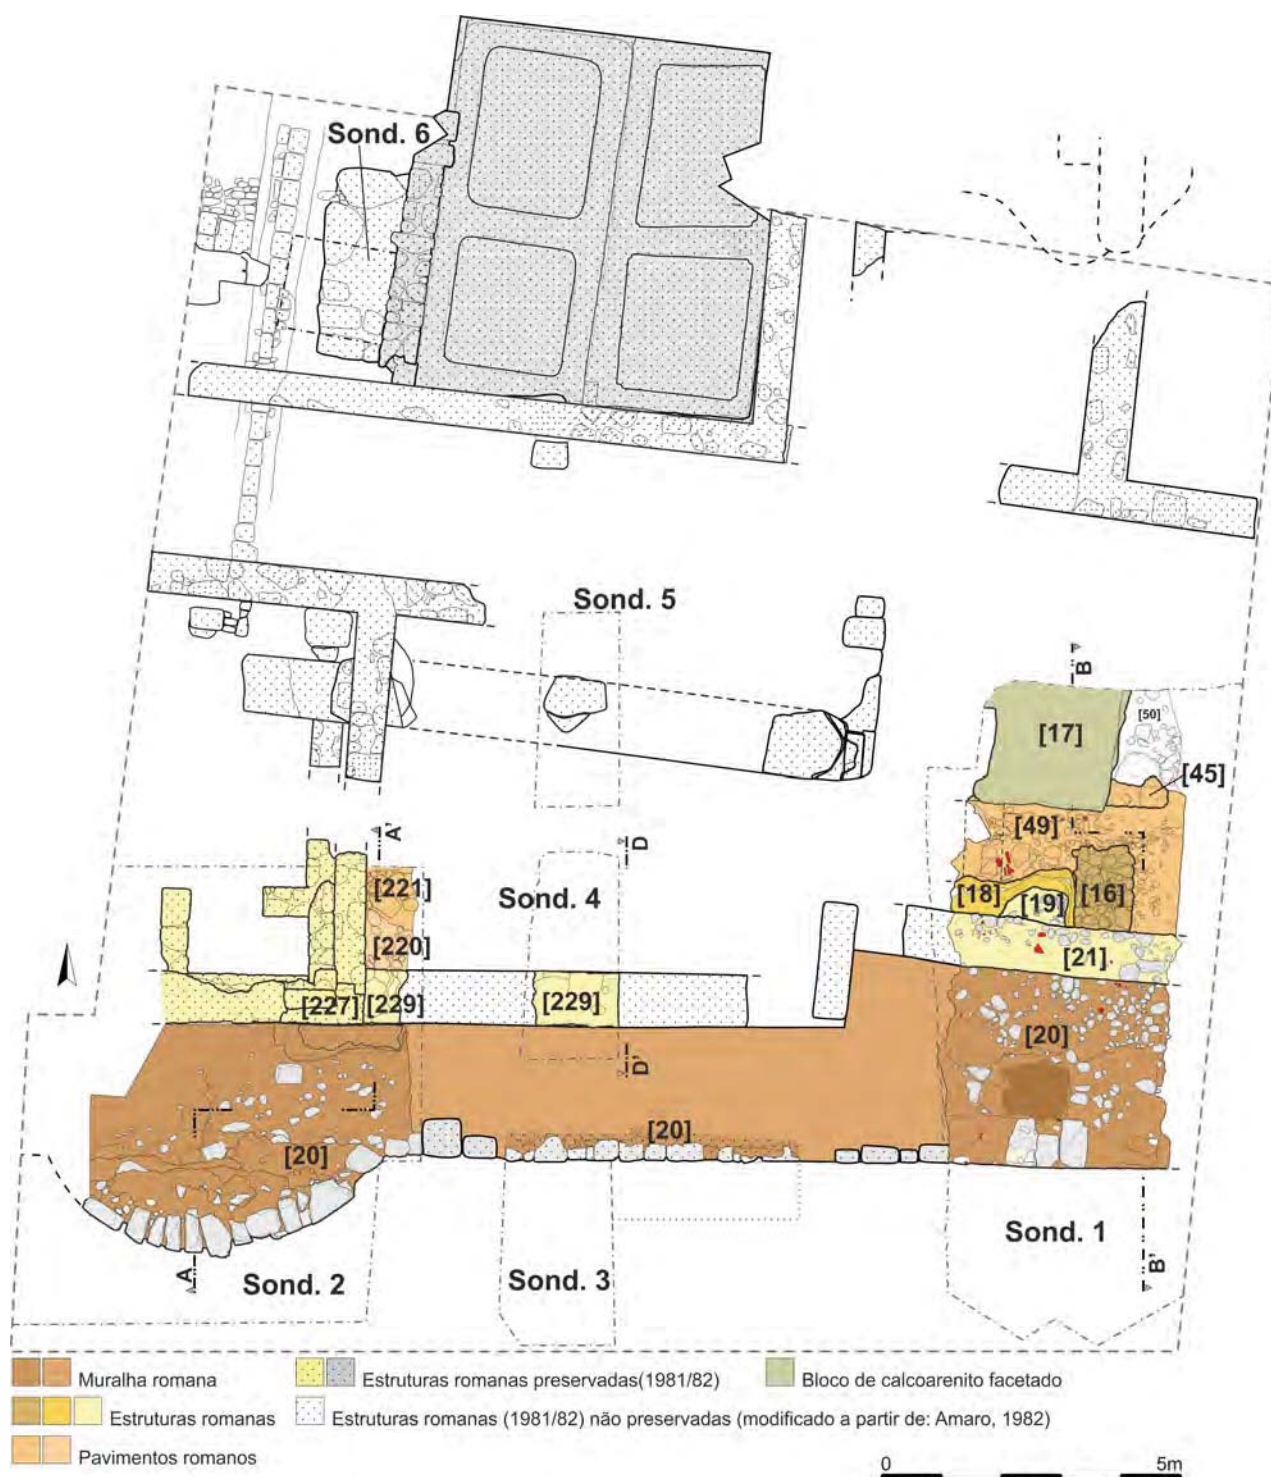 Sond. 6
Sond. 5
B
[17]
[50]
[45]
A'
D
[49]
[221]
Sond. 4
[18]
[19]
[16]
[220]
[21]
[227]
[229]
[229]
[20]
D'
[20]
[20]
Sond. 1
A
Sond. 2
Sond. 3
B'
Muralha romana
Estruturas romanas preservadas(1981/82)
Bloco de calcoarenito facetado
Estruturas romanas
Estruturas romanas (1981/82) não preservadas (modificado a partir de: Amaro, 1982)
Pavimentos romanos
0
5m